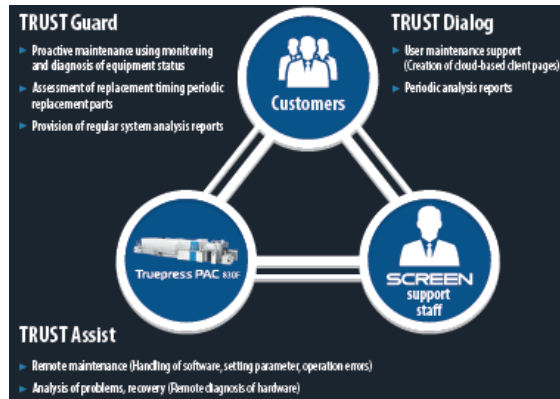 TRUST Guard
Proactive maintenance using monitoring
and diagnosis of equipment status
Assessment of replacement timing periodic
replacement parts
Provision of regular system analysis reports
TRUST Dialog
User maintenance support
(Creation of cloud-based client pages)
Periodic analysis reports
Customers
Truepress PAC 830F
SCREEN
support
staff
TRUST Assist
Remote maintenance (Handling of software, setting parameter, operation errors)
Analysis of problems, recovery (Remote diagnosis of hardware)